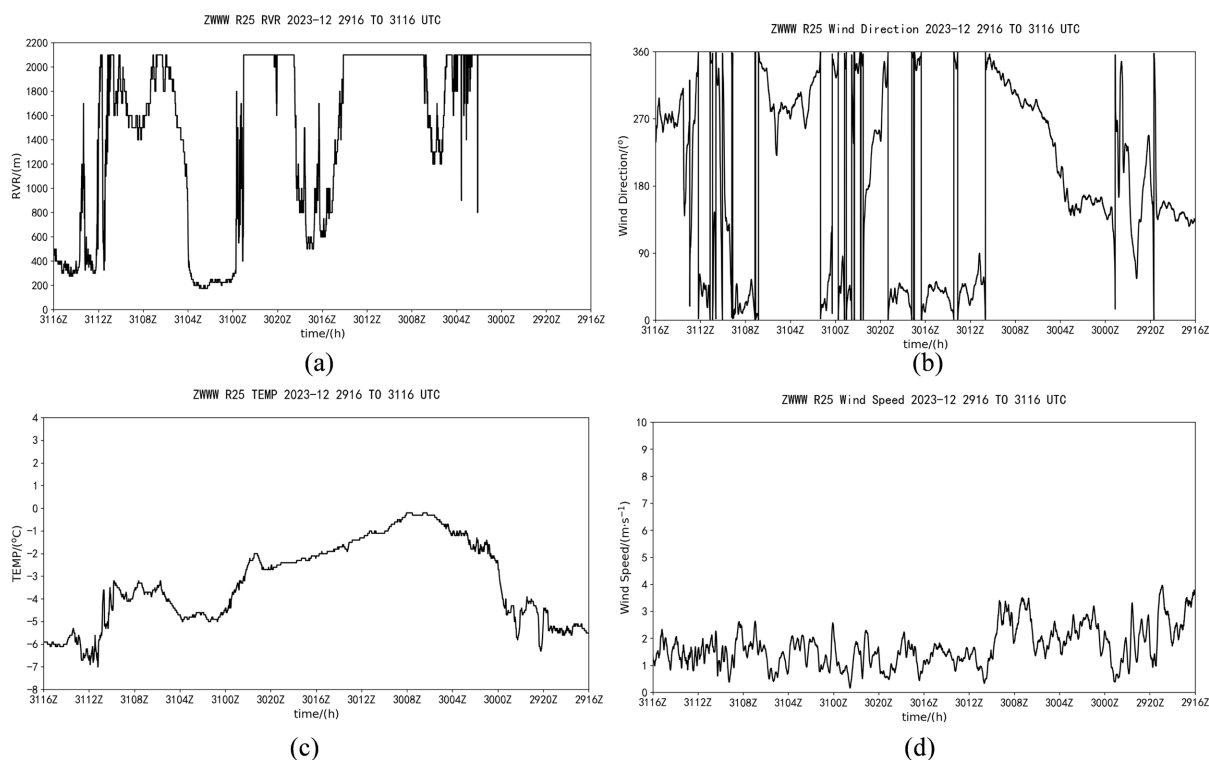 ZWWW R25 RVR 2023-12 2916 TO 3116 UTC
RVR/(m)
2200
2000
1800
1600
1400
1200
1000
800
600
400
200
0
3116Z 3112Z 3108Z 3104Z 3100Z 3020Z 3016Z 3012Z 3008Z 3004Z 3000Z 2920Z 2916Z
time/(h)
(a)
ZWWW R25 Wind Direction 2023-12 2916 TO 3116 UTC
Wind Direction/(°)
360
270
180
90
0
3116Z 3112Z 3108Z 3104Z 3100Z 3020Z 3016Z 3012Z 3008Z 3004Z 3000Z 2920Z 2916Z
time/(h)
(b)
ZWWW R25 TEMP 2023-12 2916 TO 3116 UTC
TEMP/(°C)
4
3
2
1
0
−1
−2
−3
−4
−5
−6
−7
−8
3116Z 3112Z 3108Z 3104Z 3100Z 3020Z 3016Z 3012Z 3008Z 3004Z 3000Z 2920Z 2916Z
time/(h)
(c)
ZWWW R25 Wind Speed 2023-12 2916 TO 3116 UTC
Wind Speed/(m·s⁻¹)
10
9
8
7
6
5
4
3
2
1
0
3116Z 3112Z 3108Z 3104Z 3100Z 3020Z 3016Z 3012Z 3008Z 3004Z 3000Z 2920Z 2916Z
time/(h)
(d)